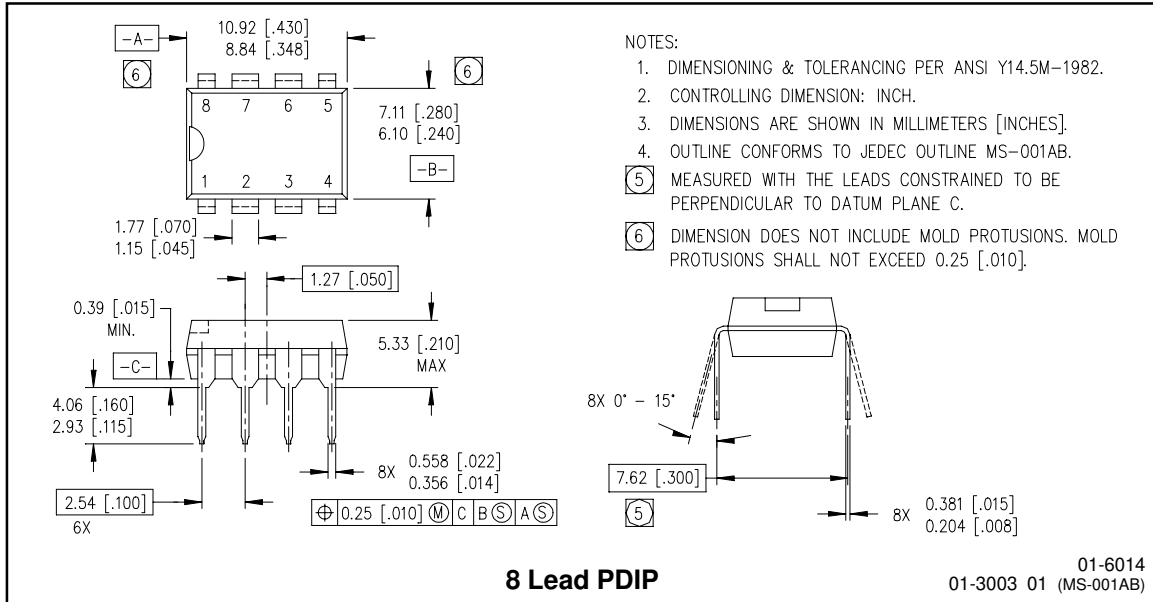 -A-
10.92 [.430]
8.84 [.348]
6
6
8 7 6 5
7.11 [.280]
6.10 [.240]
-B-
1 2 3 4
1.77 [.070]
1.15 [.045]
1.27 [.050]
0.39 [.015]
MIN.
5.33 [.210]
MAX
-C-
4.06 [.160]
2.93 [.115]
8X 0.558 [.022]
0.356 [.014]
2.54 [.100]
6X
⌖ 0.25 [.010] Ⓜ C B Ⓢ A Ⓢ
NOTES:
1. DIMENSIONING & TOLERANCING PER ANSI Y14.5M-1982.
2. CONTROLLING DIMENSION: INCH.
3. DIMENSIONS ARE SHOWN IN MILLIMETERS [INCHES].
4. OUTLINE CONFORMS TO JEDEC OUTLINE MS-001AB.
5 MEASURED WITH THE LEADS CONSTRAINED TO BE
PERPENDICULAR TO DATUM PLANE C.
6 DIMENSION DOES NOT INCLUDE MOLD PROTUSIONS. MOLD
PROTUSIONS SHALL NOT EXCEED 0.25 [.010].
8X 0° - 15°
7.62 [.300]
5
8X 0.381 [.015]
0.204 [.008]
8 Lead PDIP
01-6014
01-3003 01 (MS-001AB)